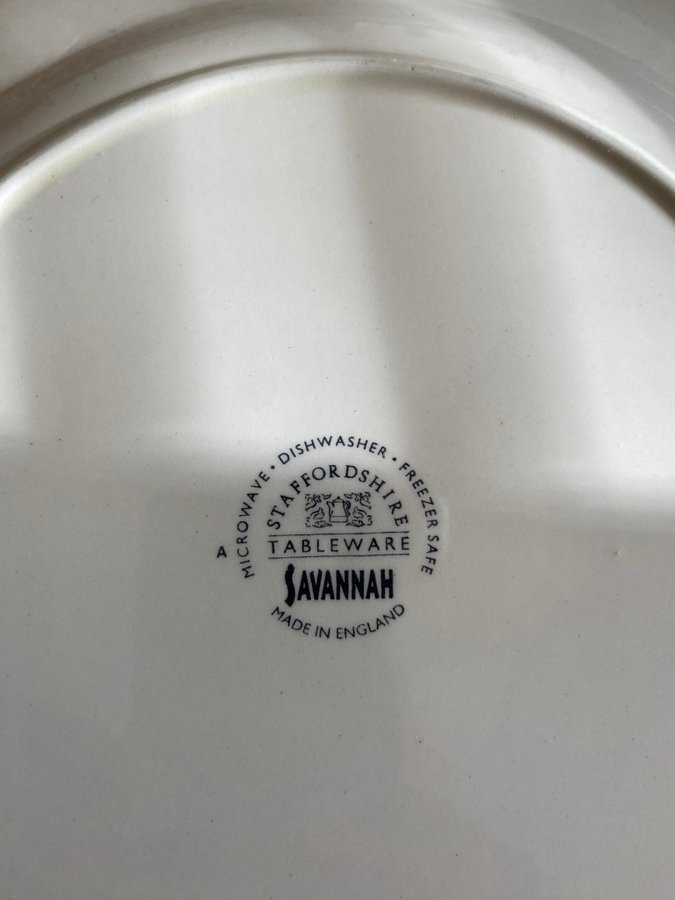 MICROWAVE • DISHWASHER • FREEZER SAFE
STAFFORDSHIRE
TABLEWARE
A
SAVANNAH
MADE IN ENGLAND